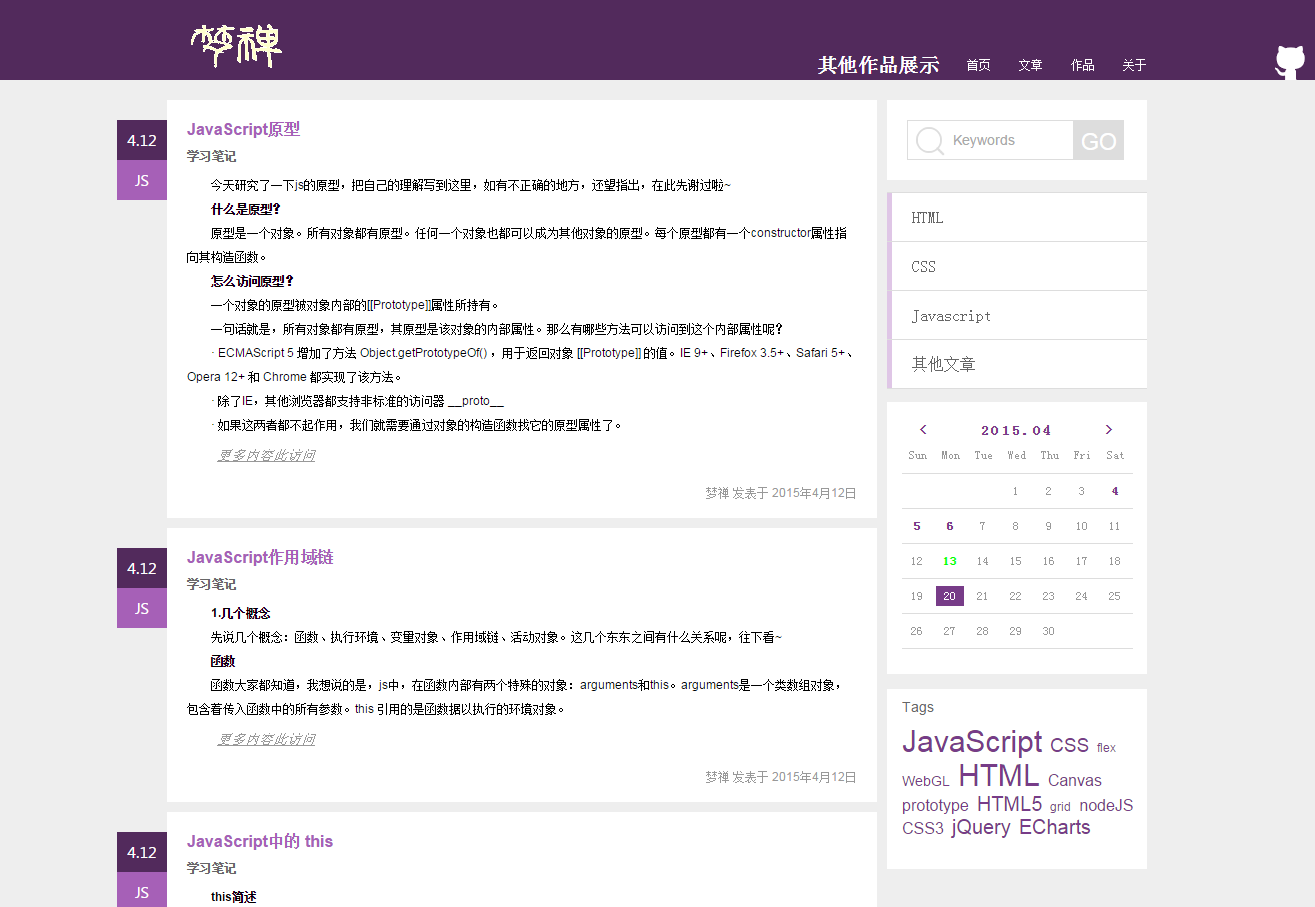 梦禅
其他作品展示 首页 文章 作品 关于
4.12
JS
JavaScript原型
学习笔记
今天研究了一下js的原型，把自己的理解写到这里，如有不正确的地方，还望指出，在此先谢过啦~
什么是原型？
原型是一个对象。所有对象都有原型。任何一个对象也都可以成为其他对象的原型。每个原型都有一个constructor属性指
向其构造函数。
怎么访问原型？
一个对象的原型被对象内部的[[Prototype]]属性所持有。
一句话就是，所有对象都有原型，其原型是该对象的内部属性。那么有哪些方法可以访问到这个内部属性呢？
· ECMAScript 5 增加了方法 Object.getPrototypeOf() ，用于返回对象 [[Prototype]] 的值。IE 9+、Firefox 3.5+、Safari 5+、
Opera 12+ 和 Chrome 都实现了该方法。
· 除了IE，其他浏览器都支持非标准的访问器 __proto__
· 如果这两者都不起作用，我们就需要通过对象的构造函数找它的原型属性了。
更多内容此访问
梦禅 发表于 2015年4月12日
4.12
JS
JavaScript作用域链
学习笔记
1.几个概念
先说几个概念：函数、执行环境、变量对象、作用域链、活动对象。这几个东东之间有什么关系呢，往下看~
函数
函数大家都知道，我想说的是，js中，在函数内部有两个特殊的对象：arguments和this。arguments是一个类数组对象，
包含着传入函数中的所有参数。this 引用的是函数据以执行的环境对象。
更多内容此访问
梦禅 发表于 2015年4月12日
4.12
JS
JavaScript中的 this
学习笔记
this简述
Keywords GO
HTML
CSS
Javascript
其他文章
< 2015.04 >
Sun Mon Tue Wed Thu Fri Sat
1 2 3 4
5 6 7 8 9 10 11
12 13 14 15 16 17 18
19 20 21 22 23 24 25
26 27 28 29 30
Tags
JavaScript CSS flex
WebGL HTML Canvas
prototype HTML5 grid nodeJS
CSS3 jQuery ECharts